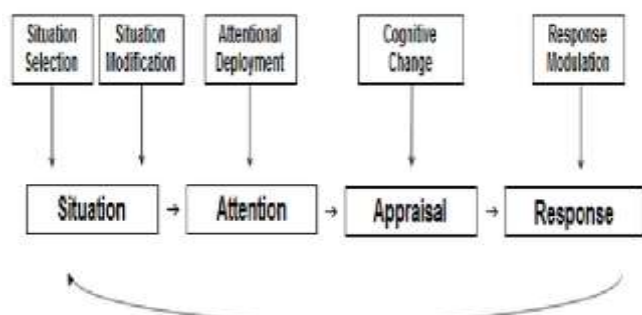 Situation
Selection
Situation
Modification
Attentional
Deployment
Cognitive
Change
Response
Modulation
Situation
Attention
Appraisal
Response